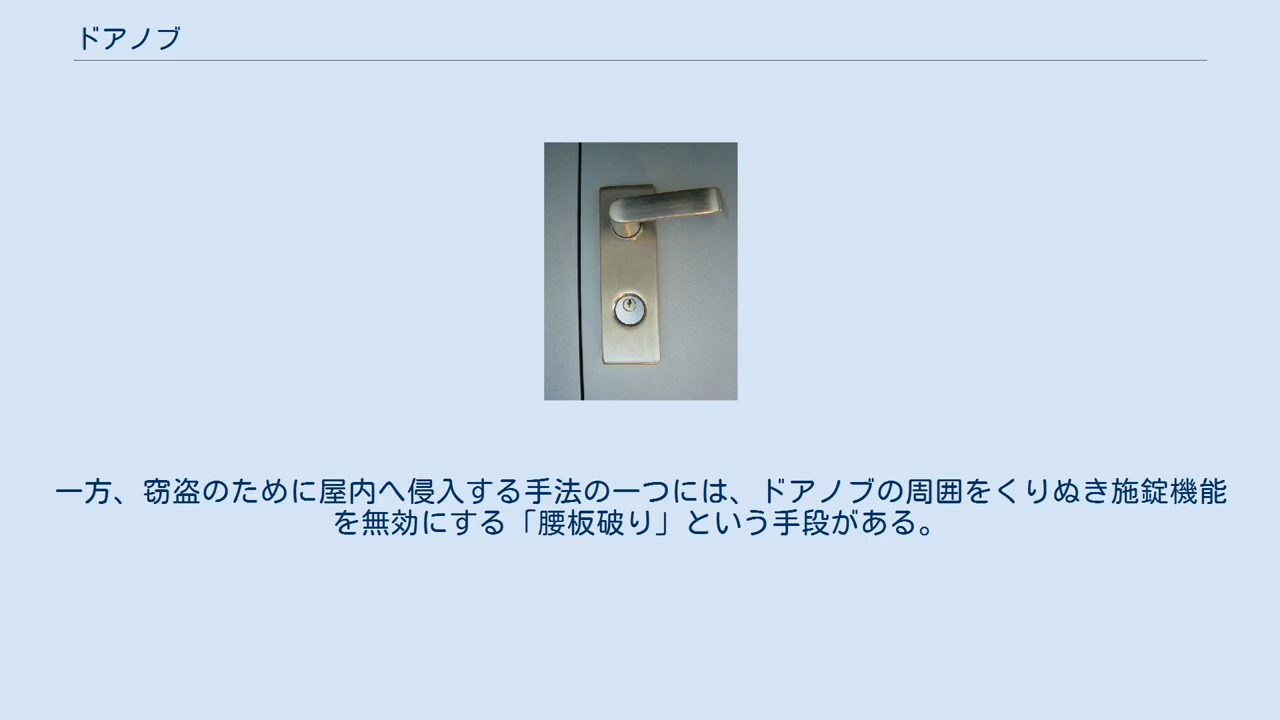 ドアノブ
一方、窃盗のために屋内へ侵入する手法の一つには、ドアノブの周囲をくりぬき施錠機能
を無効にする「腰板破り」という手段がある。